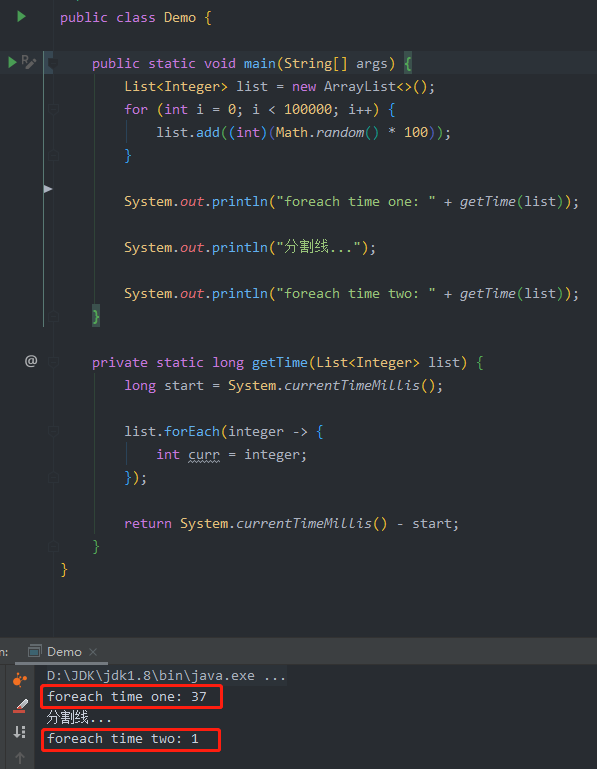 public class Demo {
public static void main(String[] args) {
List<Integer> list = new ArrayList<>();
for (int i = 0; i < 100000; i++) {
list.add((int)(Math.random() * 100));
}
System.out.println("foreach time one: " + getTime(list));
System.out.println("分割线...");
System.out.println("foreach time two: " + getTime(list));
}
@
private static long getTime(List<Integer> list) {
long start = System.currentTimeMillis();
list.forEach(integer -> {
int curr = integer;
});
return System.currentTimeMillis() - start;
}
}
n:
Demo
D:\JDK\jdk1.8\bin\java.exe ...
foreach time one: 37
分割线...
foreach time two: 1